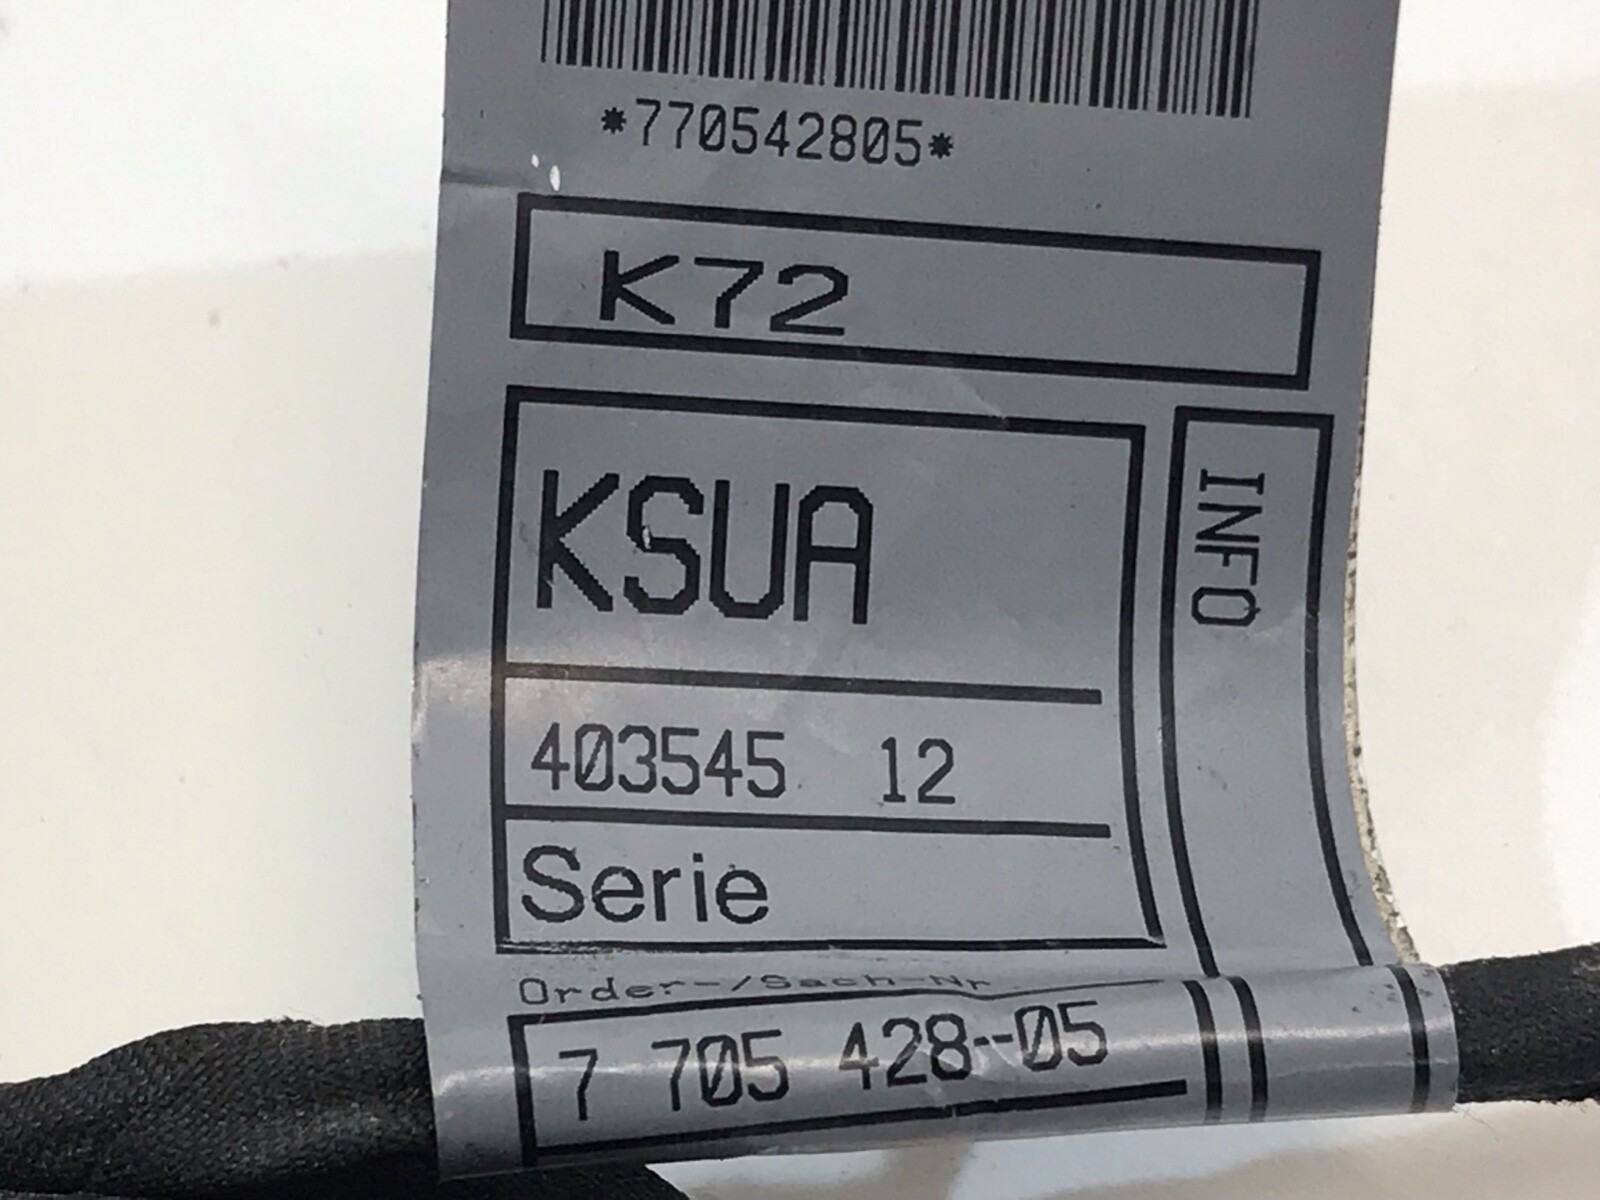 *770542805*
K72
KSUA
INFO
403545 12
Serie
Order-/Sach-Nr.
7 705 428--05